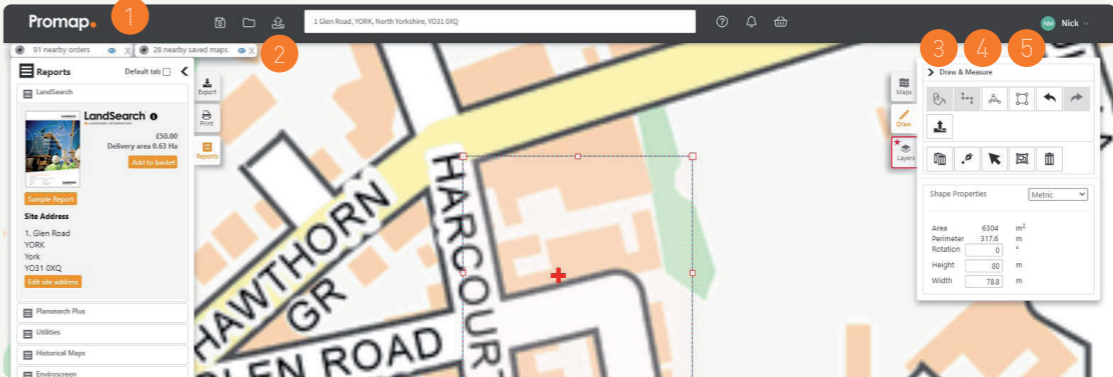 Promap.
1
1 Glen Road, YORK, North Yorkshire, YO31 0XQ
NM Nick
91 nearby orders X
28 nearby saved maps X
2
3 4 5
Reports Default tab
LandSearch
LandSearch
£50.00
Delivery area 0.63 Ha
Add to basket
Sample Report
Site Address
1, Glen Road
YORK
York
YO31 0XQ
Edit site address
Plansearch Plus
Utilities
Historical Maps
Enviroscreen
Export
Print
Reports
HAWTHORN
GR
GLEN ROAD
HARCOURT
Maps
Draw
Layers
Draw & Measure
Shape Properties Metric
Area 6304 m²
Perimeter 317.6 m
Rotation 0 °
Height 80 m
Width 78.8 m